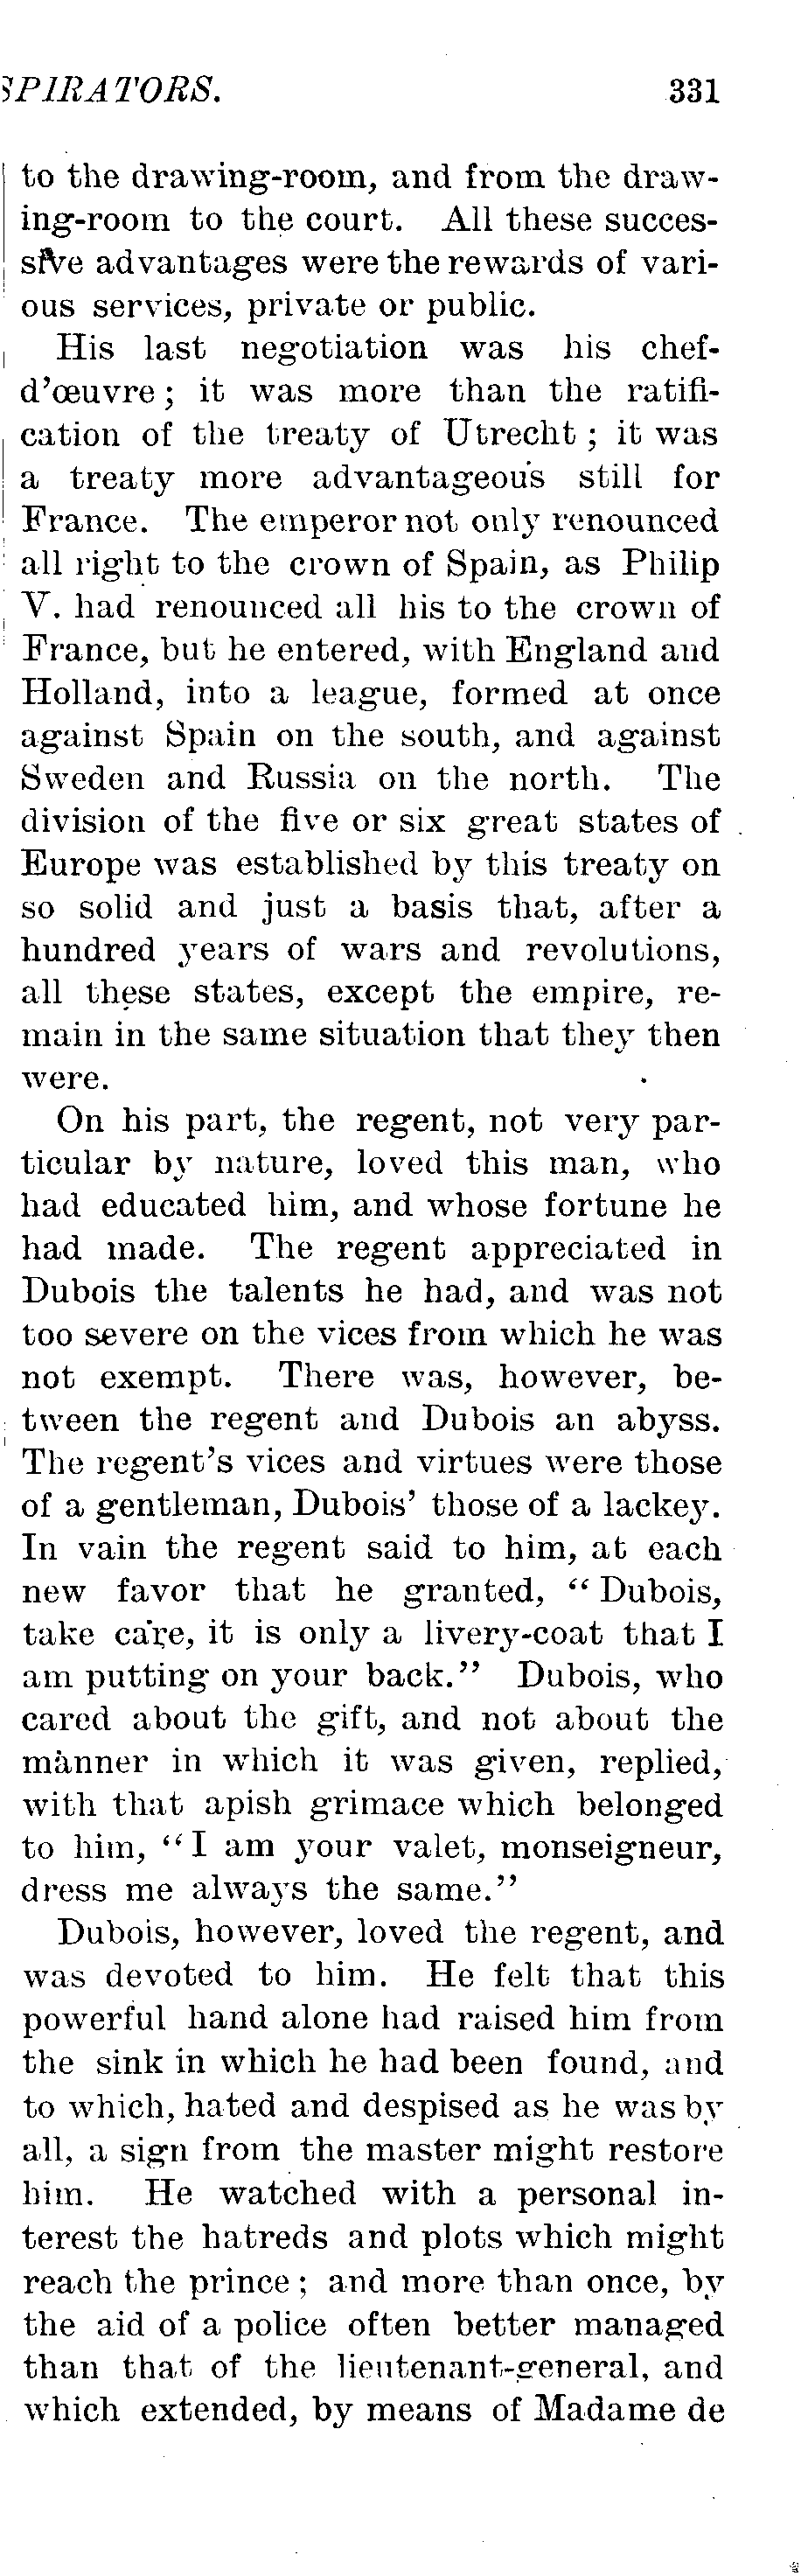 SPIRATORS. 331
to the drawing-room, and from the draw-
ing-room to the court. All these succes-
sive advantages were the rewards of vari-
ous services, private or public.
His last negotiation was his chef-
d'œuvre; it was more than the ratifi-
cation of the treaty of Utrecht; it was
a treaty more advantageous still for
France. The emperor not only renounced
all right to the crown of Spain, as Philip
V. had renounced all his to the crown of
France, but he entered, with England and
Holland, into a league, formed at once
against Spain on the south, and against
Sweden and Russia on the north. The
division of the five or six great states of
Europe was established by this treaty on
so solid and just a basis that, after a
hundred years of wars and revolutions,
all these states, except the empire, re-
main in the same situation that they then
were.
On his part, the regent, not very par-
ticular by nature, loved this man, who
had educated him, and whose fortune he
had made. The regent appreciated in
Dubois the talents he had, and was not
too severe on the vices from which he was
not exempt. There was, however, be-
tween the regent and Dubois an abyss.
The regent's vices and virtues were those
of a gentleman, Dubois' those of a lackey.
In vain the regent said to him, at each
new favor that he granted, "Dubois,
take care, it is only a livery-coat that I
am putting on your back." Dubois, who
cared about the gift, and not about the
manner in which it was given, replied,
with that apish grimace which belonged
to him, "I am your valet, monseigneur,
dress me always the same."
Dubois, however, loved the regent, and
was devoted to him. He felt that this
powerful hand alone had raised him from
the sink in which he had been found, and
to which, hated and despised as he was by
all, a sign from the master might restore
him. He watched with a personal in-
terest the hatreds and plots which might
reach the prince; and more than once, by
the aid of a police often better managed
than that of the lieutenant-general, and
which extended, by means of Madame de